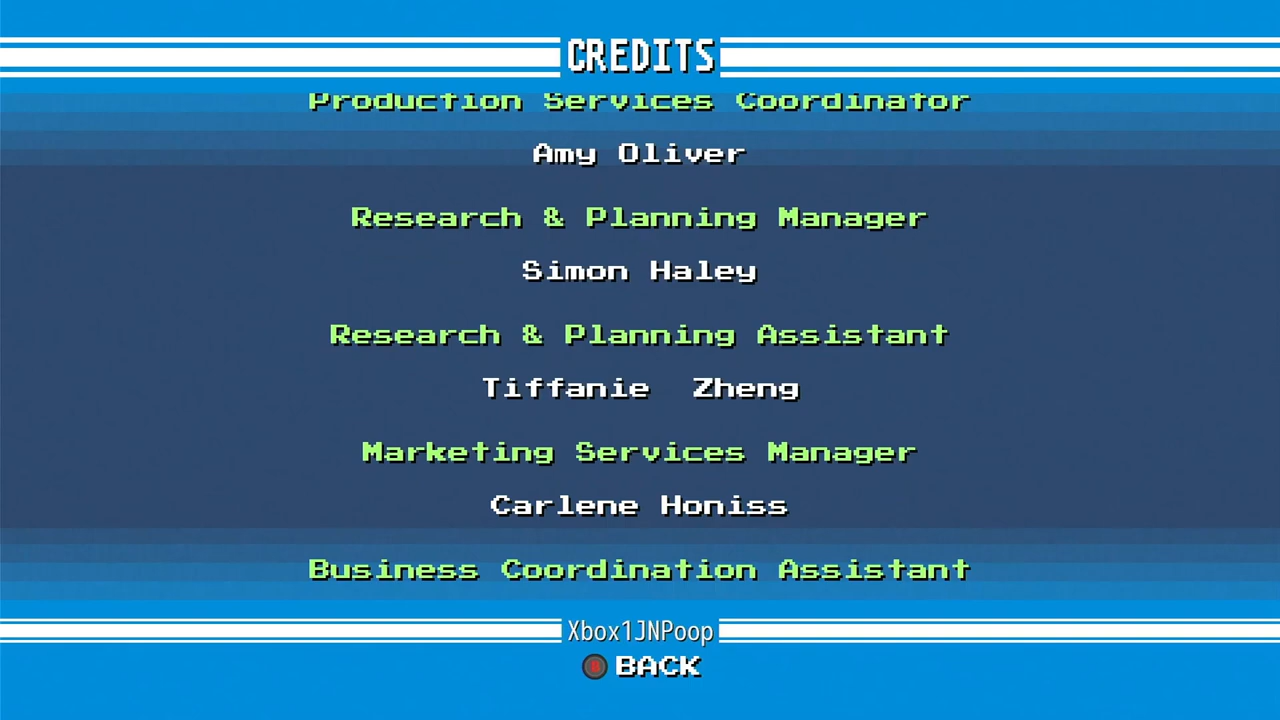 CREDITS
Production Services Coordinator
Amy Oliver
Research & Planning Manager
Simon Haley
Research & Planning Assistant
Tiffanie Zheng
Marketing Services Manager
Carlene Honiss
Business Coordination Assistant
Xbox1JNPoop
B BACK